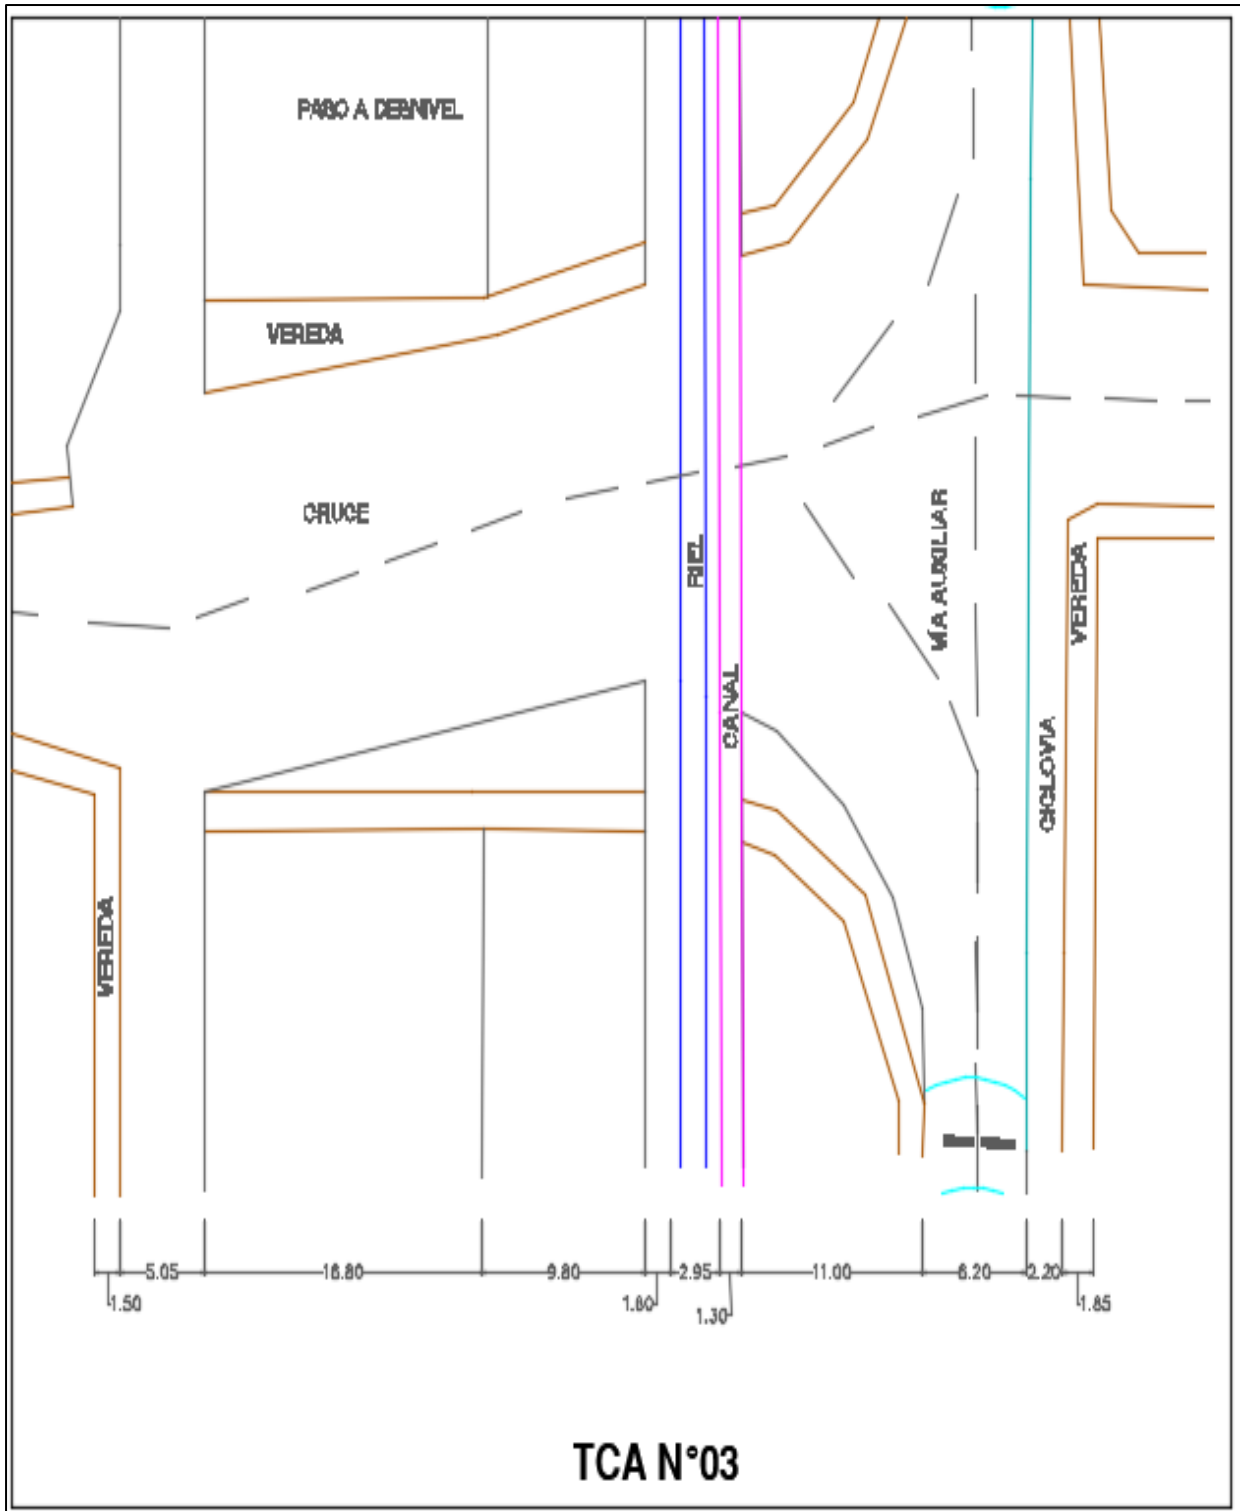 PASO A DESNIVEL
VEREDA
CRUCE
RIEL
VÍA AUXILIAR
VEREDA
CANAL
CICLOVIA
VEREDA
5.05
16.80
9.80
2.95
11.00
6.20
2.20
1.50
1.60
1.30
1.85
TCA N°03